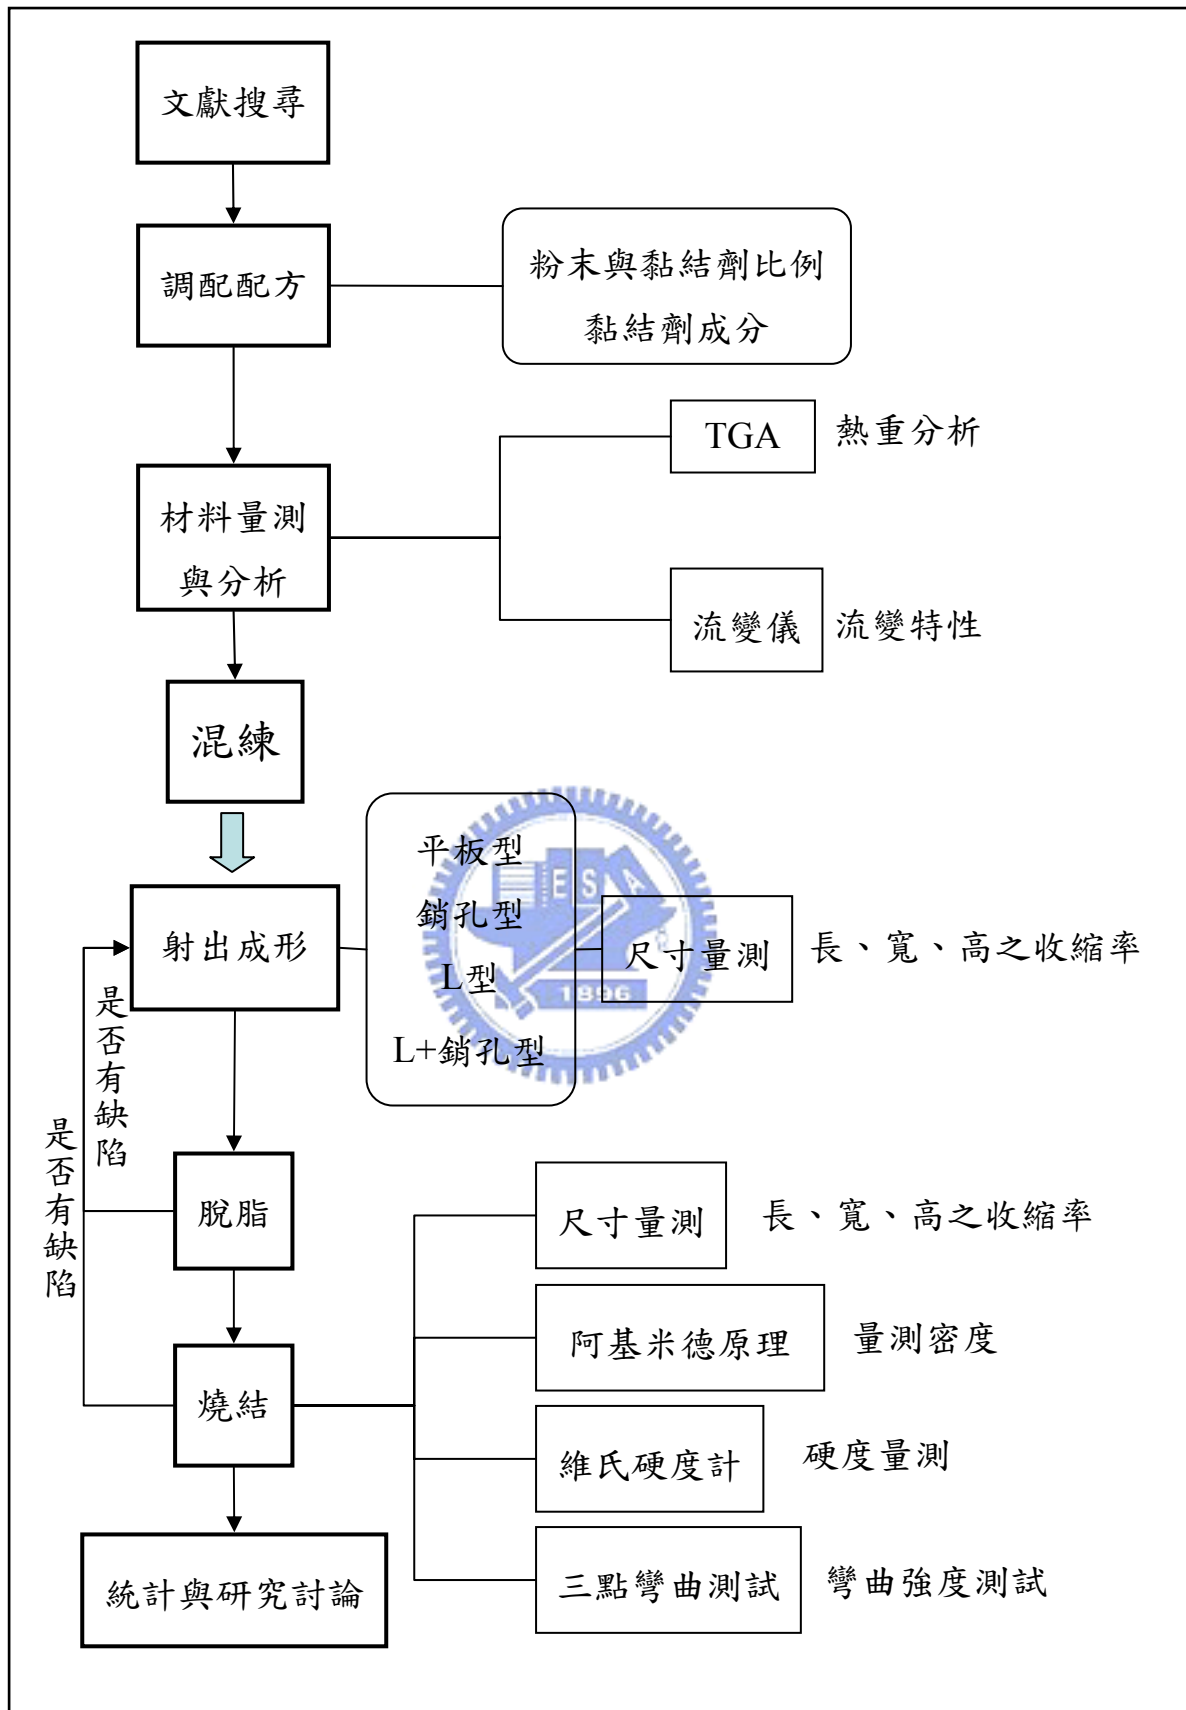 文獻搜尋
調配配方
粉末與黏結劑比例
黏結劑成分
TGA
熱重分析
材料量測
與分析
流變儀
流變特性
混練
平板型
銷孔型
L型
L+銷孔型
ESA
1896
射出成形
尺寸量測
長、寬、高之收縮率
是否有缺陷
是否有缺陷
脫脂
尺寸量測
長、寬、高之收縮率
阿基米德原理
量測密度
燒結
維氏硬度計
硬度量測
三點彎曲測試
彎曲強度測試
統計與研究討論